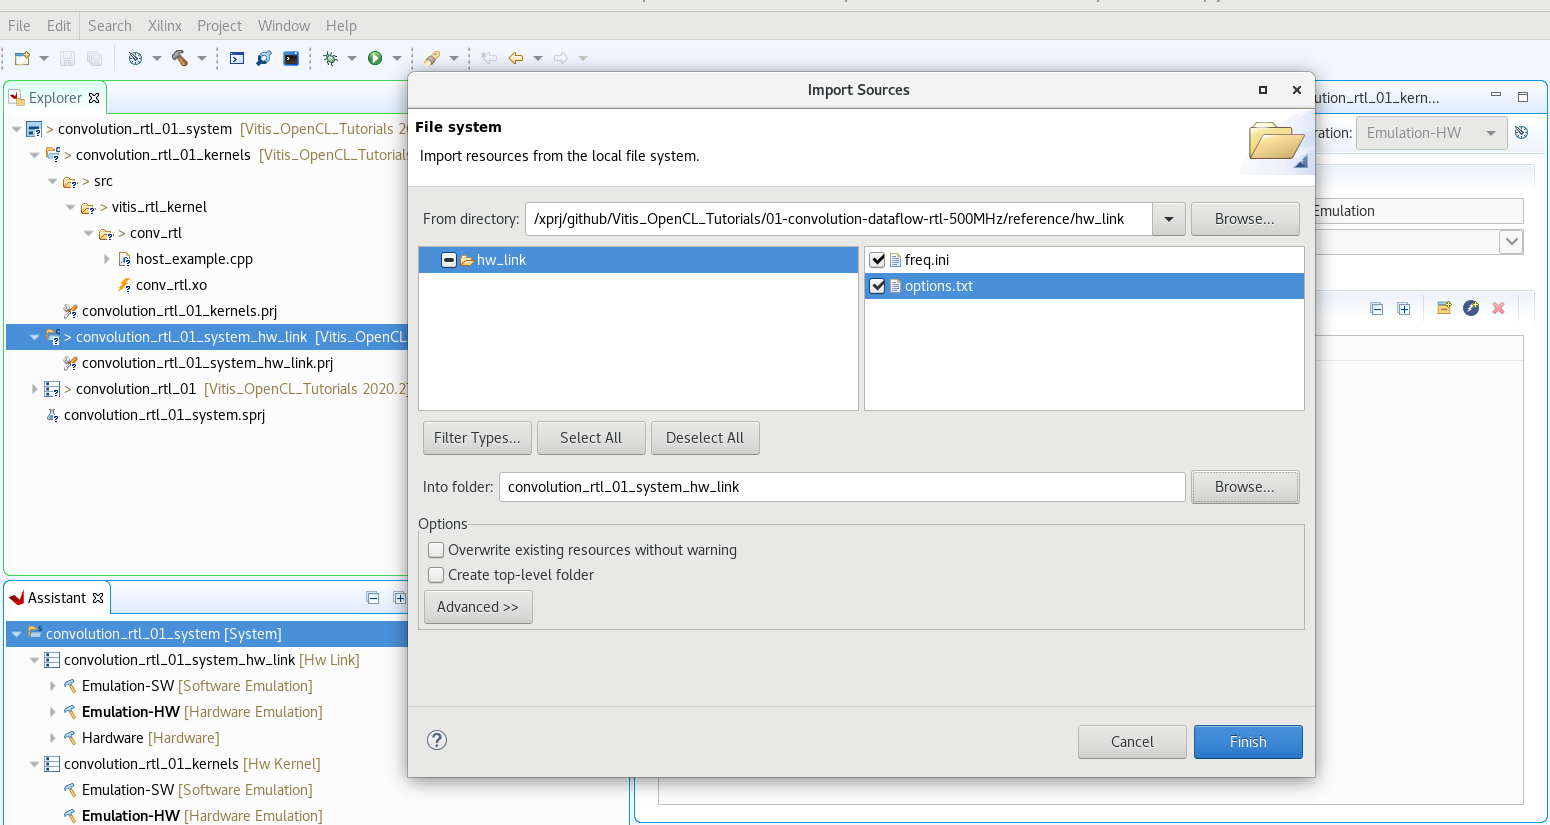 File Edit Search Xilinx Project Window Help
Explorer
> convolution_rtl_01_system [Vitis_OpenCL_Tutorials 20
> convolution_rtl_01_kernels [Vitis_OpenCL_Tutorials
> src
> vitis_rtl_kernel
> conv_rtl
host_example.cpp
conv_rtl.xo
convolution_rtl_01_kernels.prj
> convolution_rtl_01_system_hw_link [Vitis_OpenCL_
convolution_rtl_01_system_hw_link.prj
> convolution_rtl_01 [Vitis_OpenCL_Tutorials 2020.2]
convolution_rtl_01_system.sprj
Assistant
convolution_rtl_01_system [System]
convolution_rtl_01_system_hw_link [Hw Link]
Emulation-SW [Software Emulation]
Emulation-HW [Hardware Emulation]
Hardware [Hardware]
convolution_rtl_01_kernels [Hw Kernel]
Emulation-SW [Software Emulation]
Emulation-HW [Hardware Emulation]
Import Sources
File system
Import resources from the local file system.
From directory: /xprj/github/Vitis_OpenCL_Tutorials/01-convolution-dataflow-rtl-500MHz/reference/hw_link Browse...
hw_link
freq.ini
options.txt
Filter Types... Select All Deselect All
Into folder: convolution_rtl_01_system_hw_link Browse...
Options
Overwrite existing resources without warning
Create top-level folder
Advanced >>
Cancel Finish
ution_rtl_01_kern...
ration: Emulation-HW
Emulation